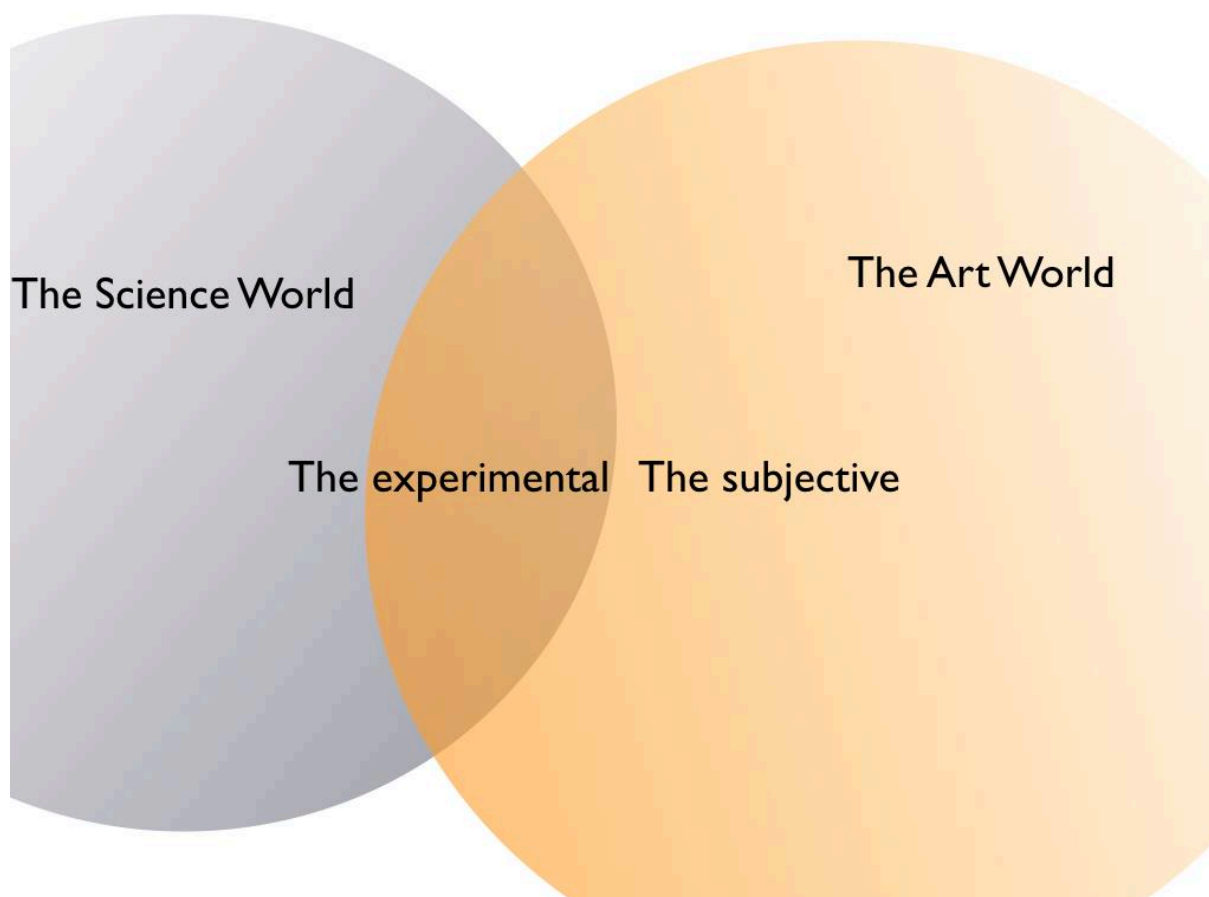 The Science World
The Art World
The experimental
The subjective